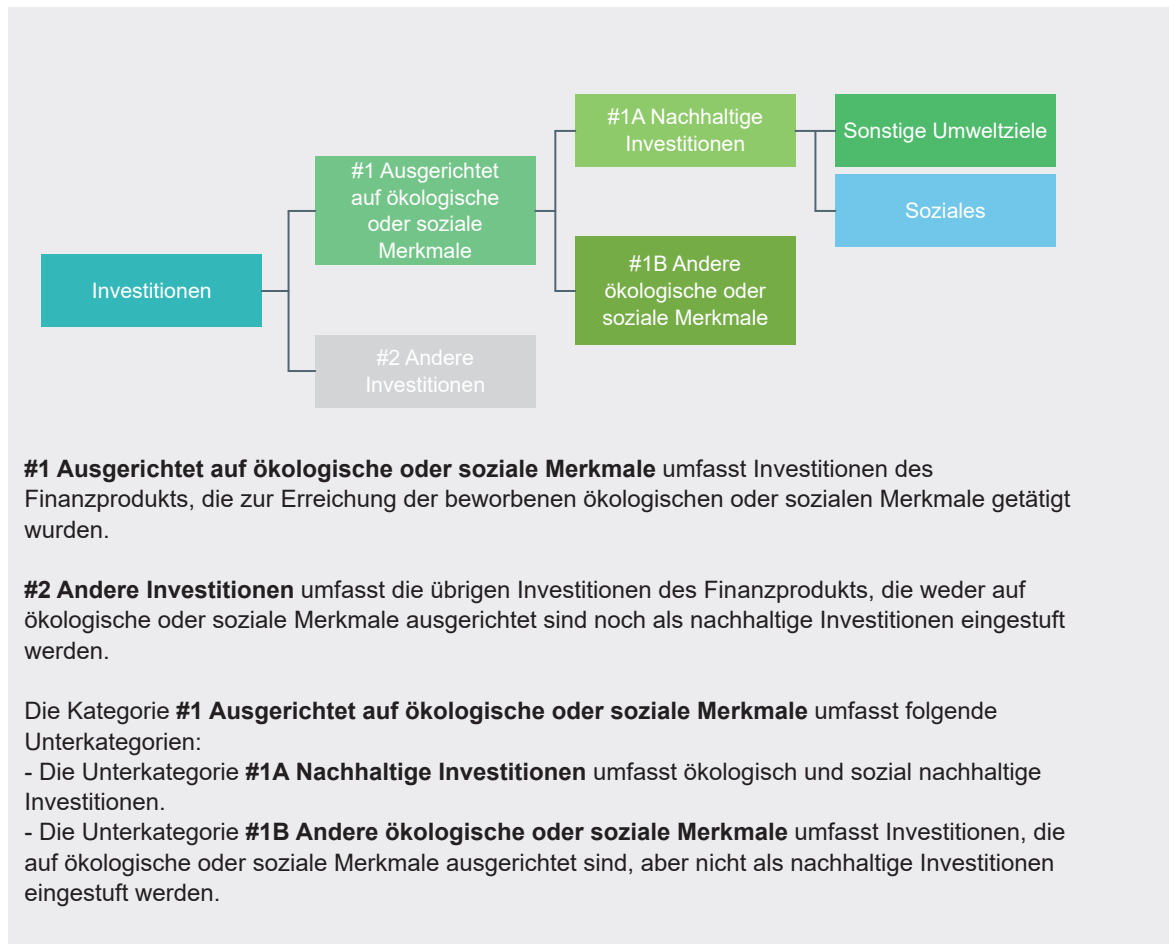 #1A Nachhaltige
Investitionen
Sonstige Umweltziele
#1 Ausgerichtet
auf ökologische
oder soziale
Merkmale
Soziales
Investitionen
#1B Andere
ökologische oder
soziale Merkmale
#2 Andere
Investitionen
#1 Ausgerichtet auf ökologische oder soziale Merkmale umfasst Investitionen des
Finanzprodukts, die zur Erreichung der beworbenen ökologischen oder sozialen Merkmale getätigt
wurden.
#2 Andere Investitionen umfasst die übrigen Investitionen des Finanzprodukts, die weder auf
ökologische oder soziale Merkmale ausgerichtet sind noch als nachhaltige Investitionen eingestuft
werden.
Die Kategorie #1 Ausgerichtet auf ökologische oder soziale Merkmale umfasst folgende
Unterkategorien:
- Die Unterkategorie #1A Nachhaltige Investitionen umfasst ökologisch und sozial nachhaltige
Investitionen.
- Die Unterkategorie #1B Andere ökologische oder soziale Merkmale umfasst Investitionen, die
auf ökologische oder soziale Merkmale ausgerichtet sind, aber nicht als nachhaltige Investitionen
eingestuft werden.